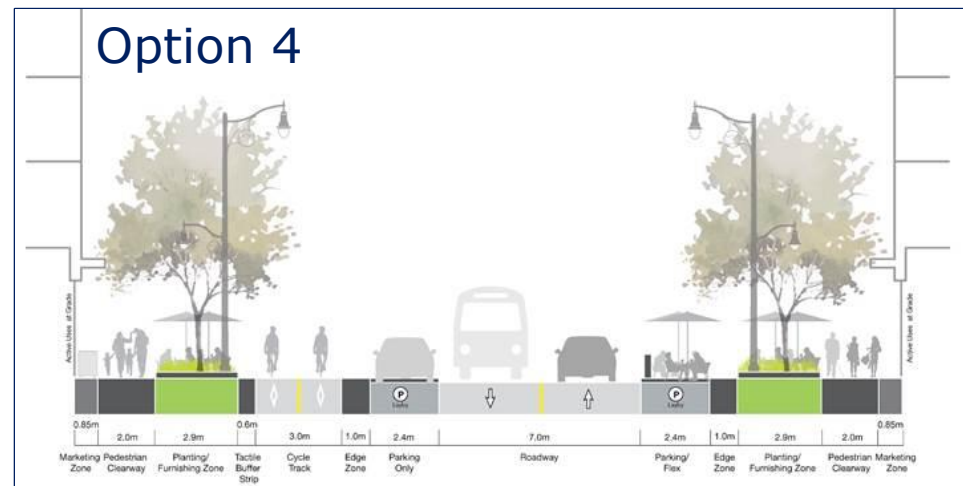 Option 4
Active Uses at Grade
Active Uses at Grade
P
P
0.85m
2.0m
2.9m
0.6m
3.0m
1.0m
2.4m
7.0m
2.4m
1.0m
2.9m
2.0m
0.85m
Marketing Zone
Pedestrian Clearway
Planting/ Furnishing Zone
Tactile Buffer Strip
Cycle Track
Edge Zone
Parking Only
Roadway
Parking/ Flex
Edge Zone
Planting/ Furnishing Zone
Pedestrian Clearway
Marketing Zone